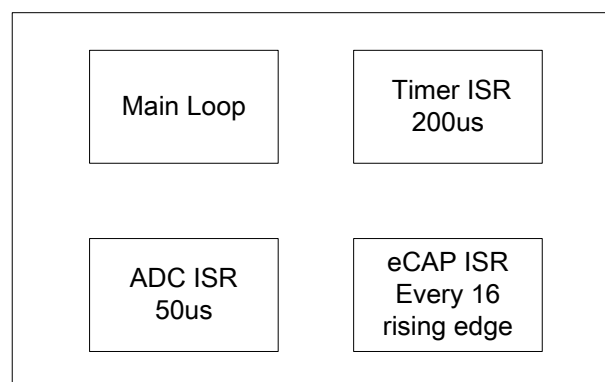 Main Loop
Timer ISR
200us
ADC ISR
50us
eCAP ISR
Every 16
rising edge